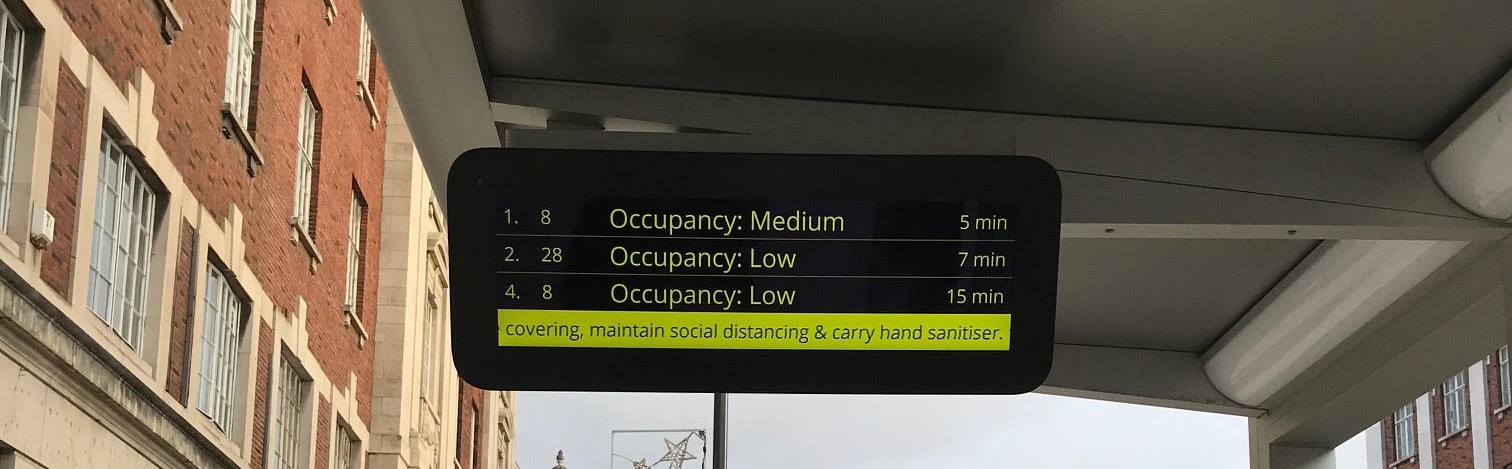 1. 8 Occupancy: Medium 5 min
2. 28 Occupancy: Low 7 min
4. 8 Occupancy: Low 15 min
covering, maintain social distancing & carry hand sanitiser.